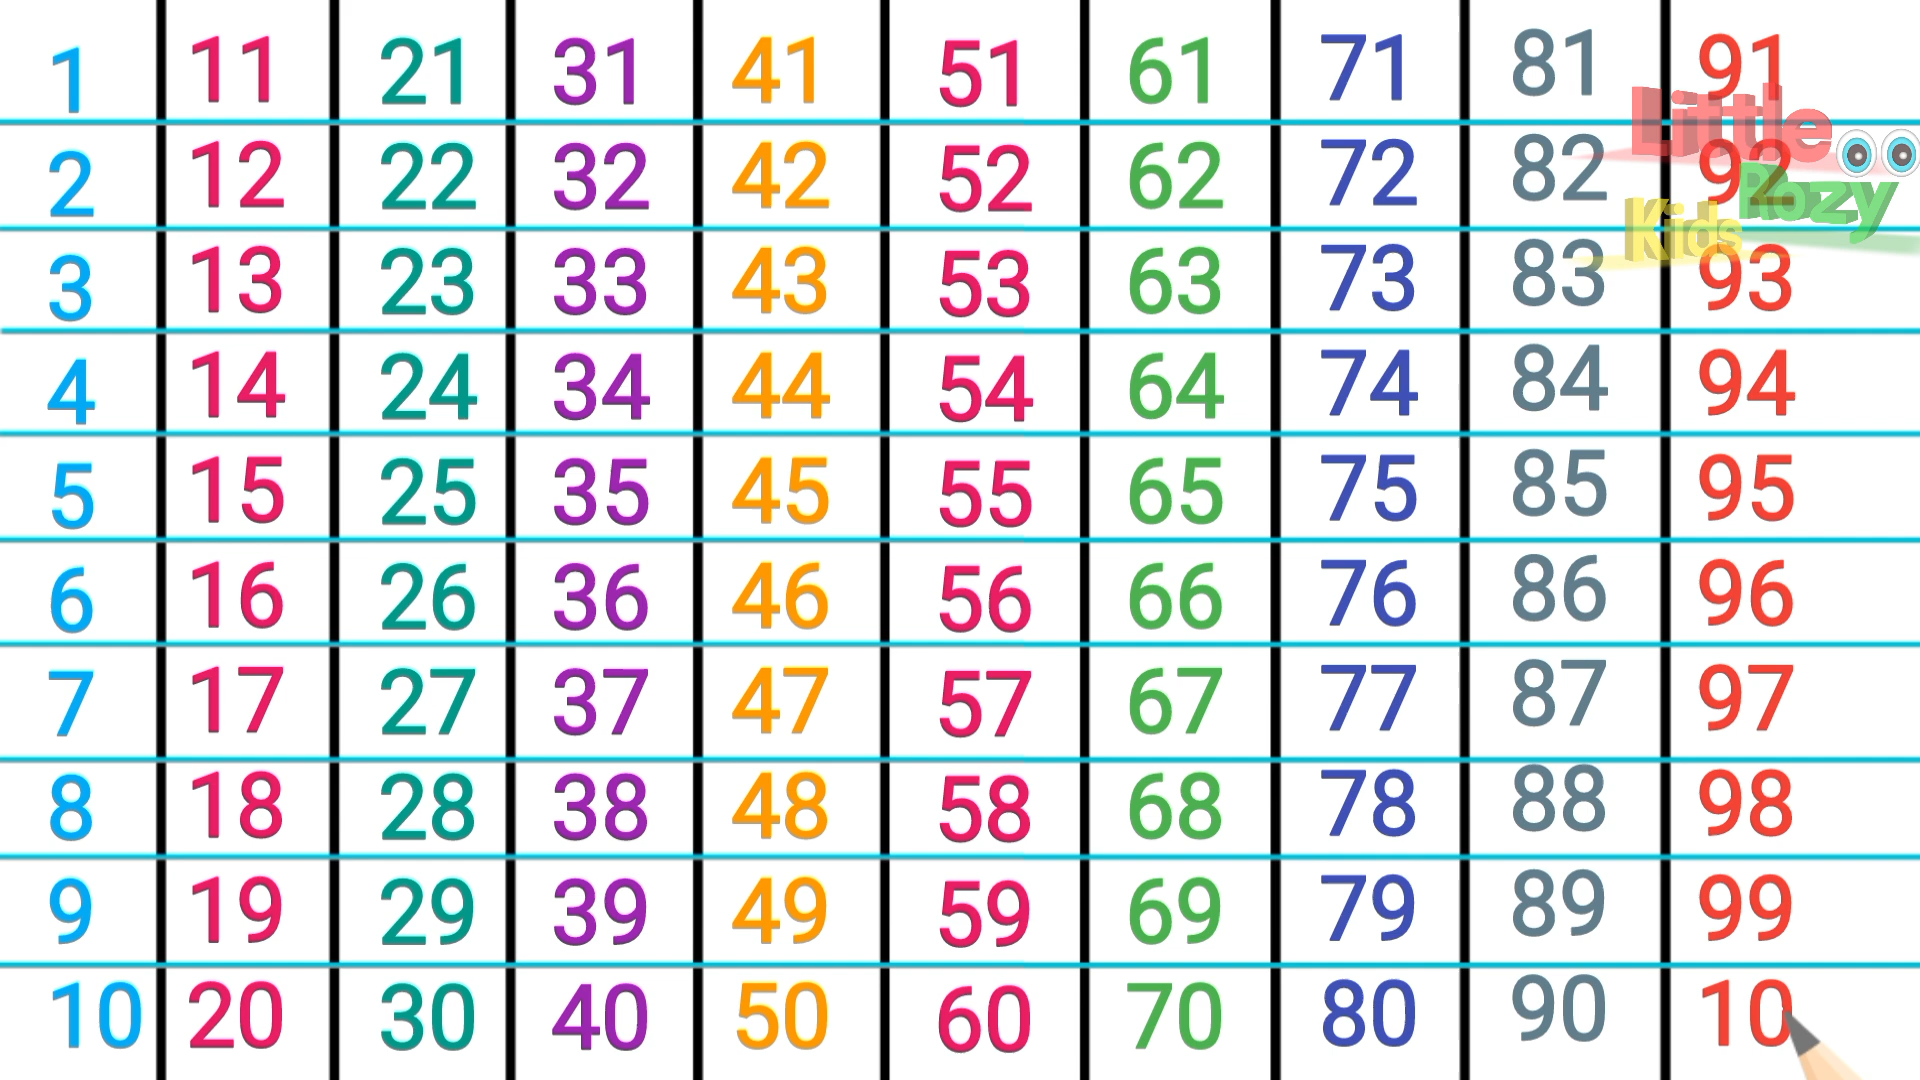 1 11 21 31 41 51 61 71 81 91
2 12 22 32 42 52 62 72 82 92
3 13 23 33 43 53 63 73 83 93
4 14 24 34 44 54 64 74 84 94
5 15 25 35 45 55 65 75 85 95
6 16 26 36 46 56 66 76 86 96
7 17 27 37 47 57 67 77 87 97
8 18 28 38 48 58 68 78 88 98
9 19 29 39 49 59 69 79 89 99
10 20 30 40 50 60 70 80 90 10
Little
Rozy
Kids